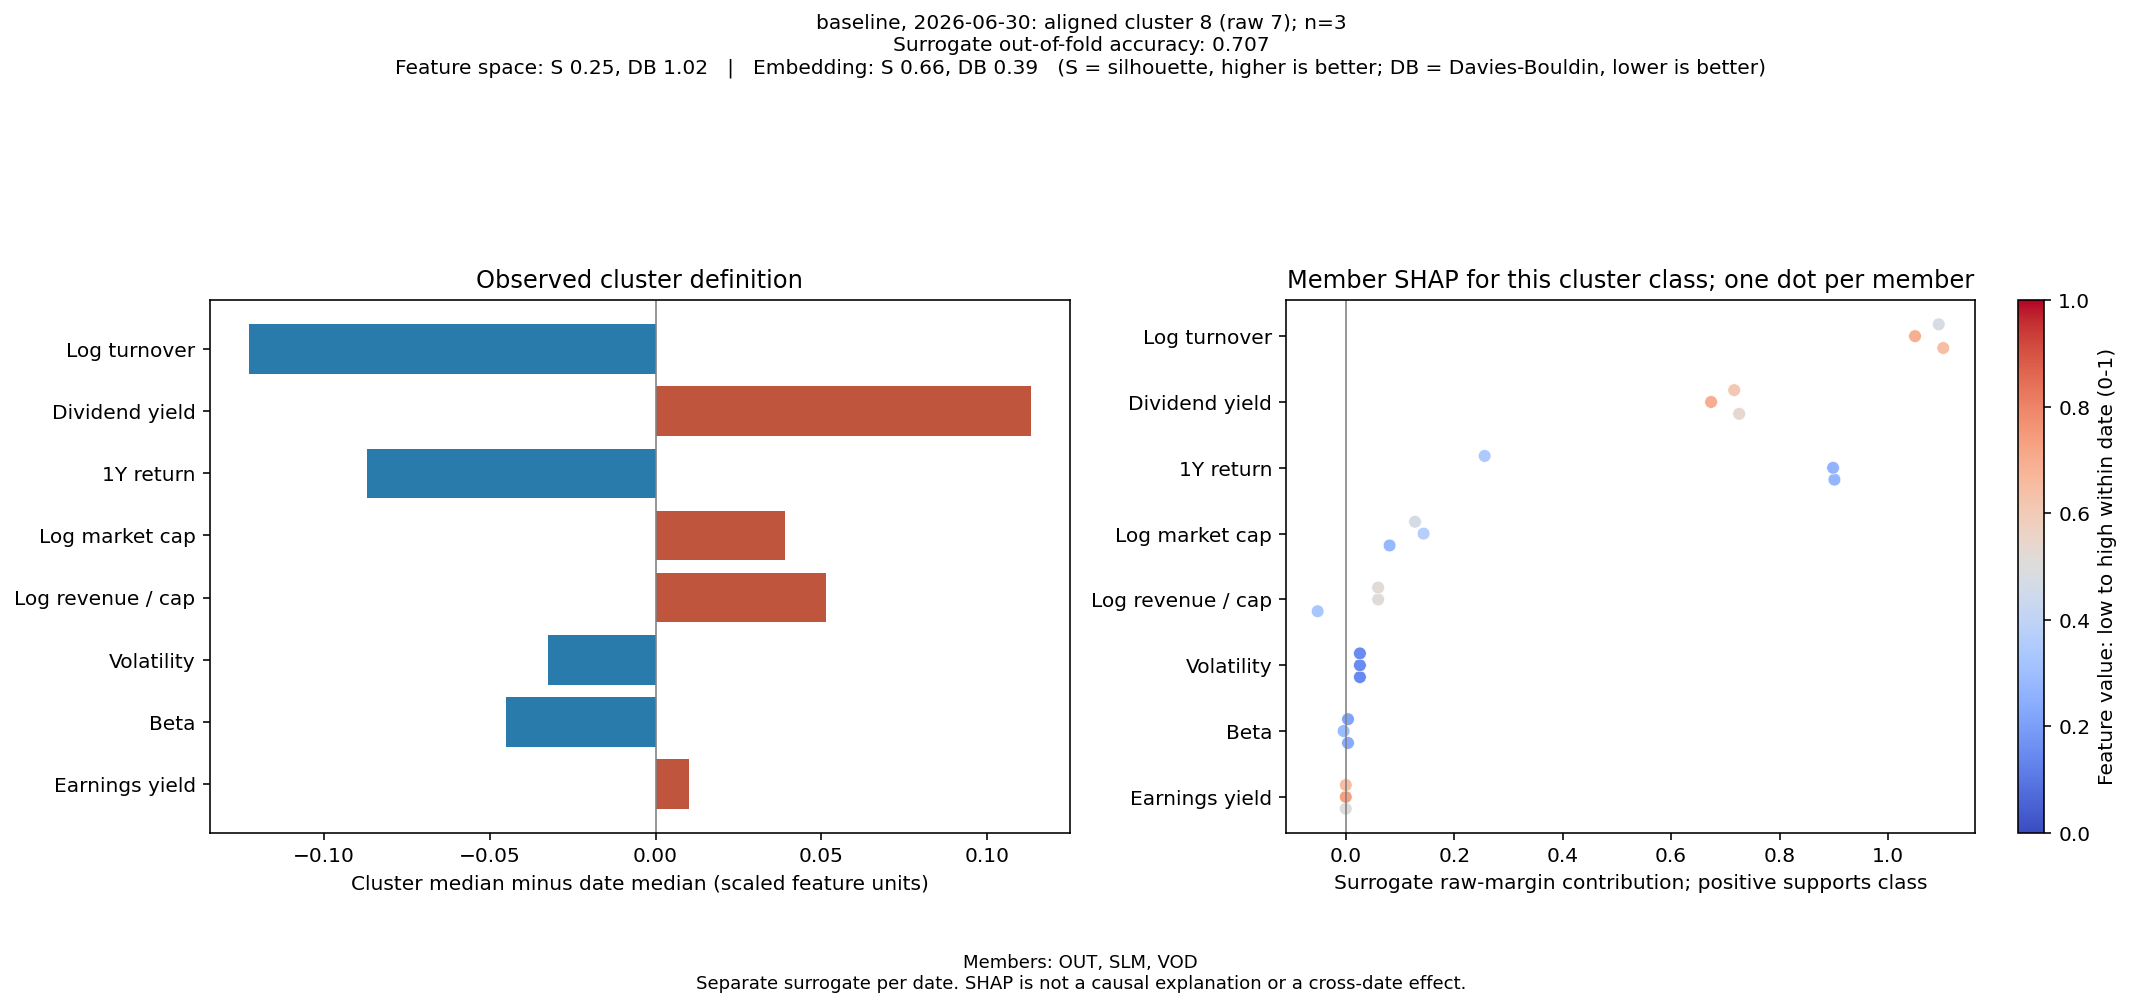 baseline, 2026-06-30: aligned cluster 8 (raw 7); n=3
Surrogate out-of-fold accuracy: 0.707
Feature space: S 0.25, DB 1.02   |   Embedding: S 0.66, DB 0.39   (S = silhouette, higher is better; DB = Davies-Bouldin, lower is better)
Observed cluster definition
Log turnover
Dividend yield
1Y return
Log market cap
Log revenue / cap
Volatility
Beta
Earnings yield
−0.10
−0.05
0.00
0.05
0.10
Cluster median minus date median (scaled feature units)
Member SHAP for this cluster class; one dot per member
Log turnover
Dividend yield
1Y return
Log market cap
Log revenue / cap
Volatility
Beta
Earnings yield
0.0
0.2
0.4
0.6
0.8
1.0
Surrogate raw-margin contribution; positive supports class
1.0
0.8
0.6
0.4
0.2
0.0
Feature value: low to high within date (0-1)
Members: OUT, SLM, VOD
Separate surrogate per date. SHAP is not a causal explanation or a cross-date effect.